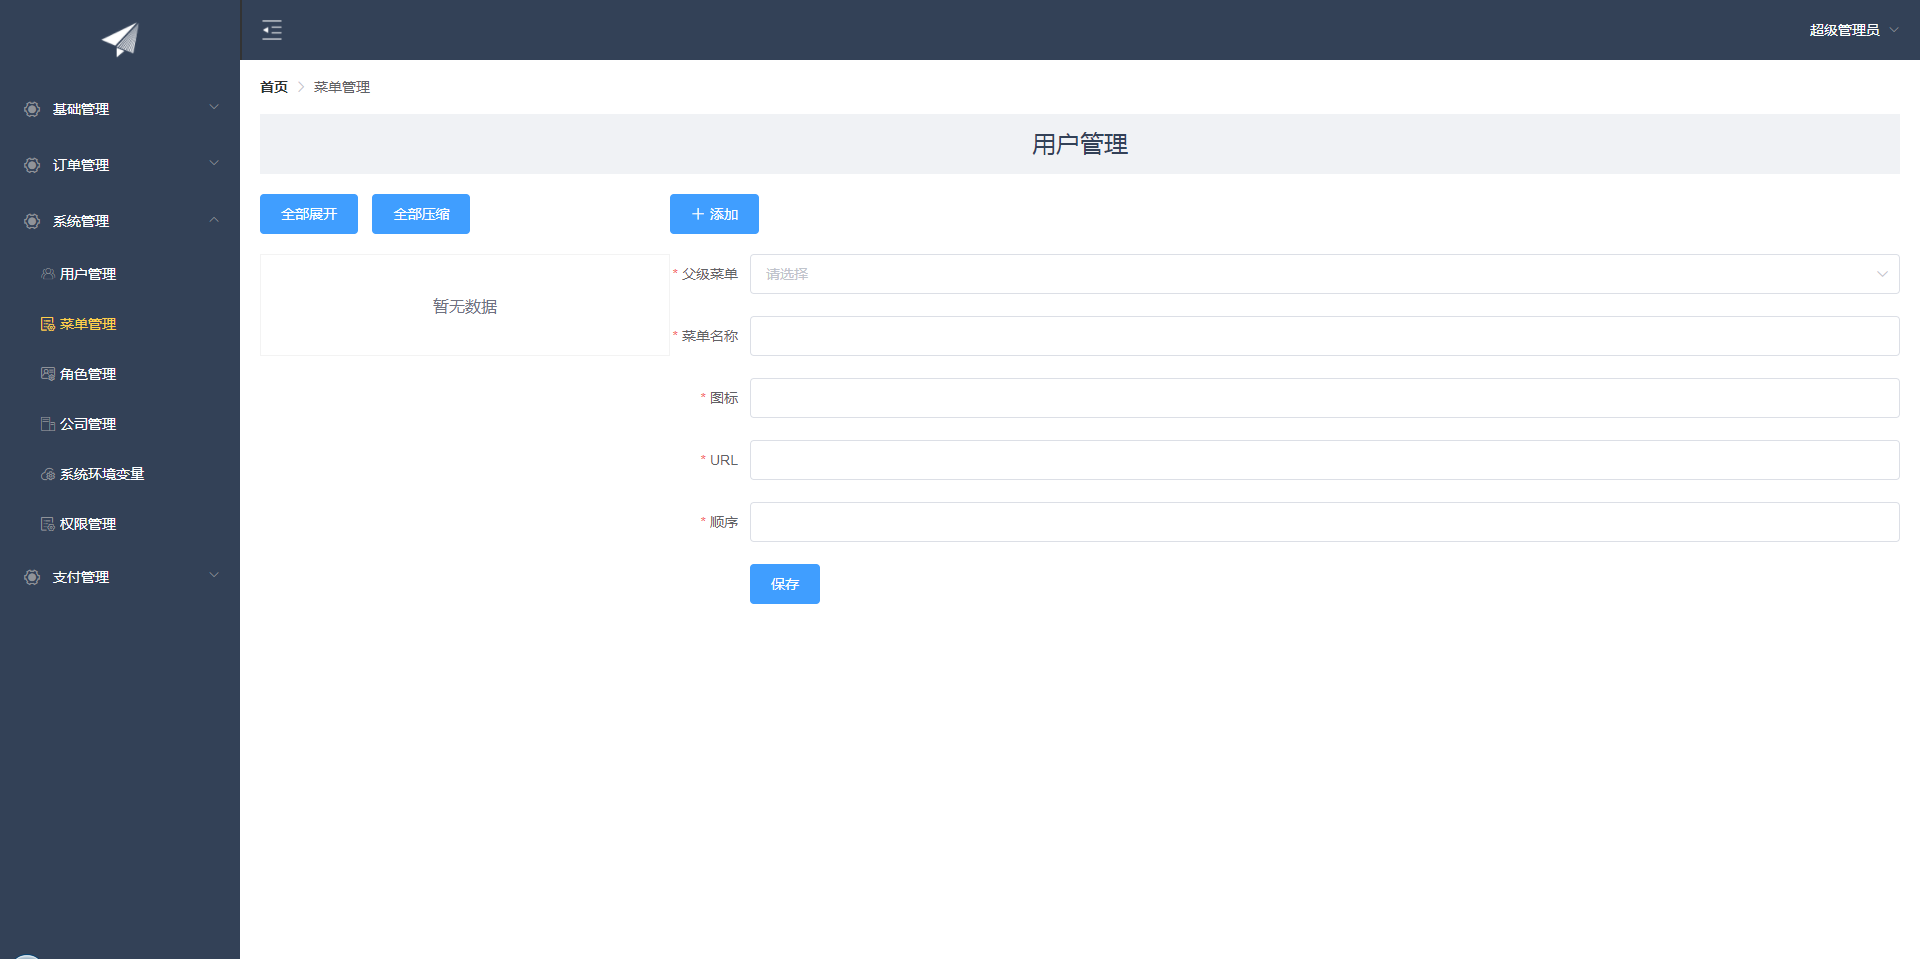 超级管理员
基础管理
订单管理
系统管理
用户管理
菜单管理
角色管理
公司管理
系统环境变量
权限管理
支付管理
首页 菜单管理
用户管理
全部展开 全部压缩 添加
暂无数据
* 父级菜单 请选择
* 菜单名称
* 图标
* URL
* 顺序
保存